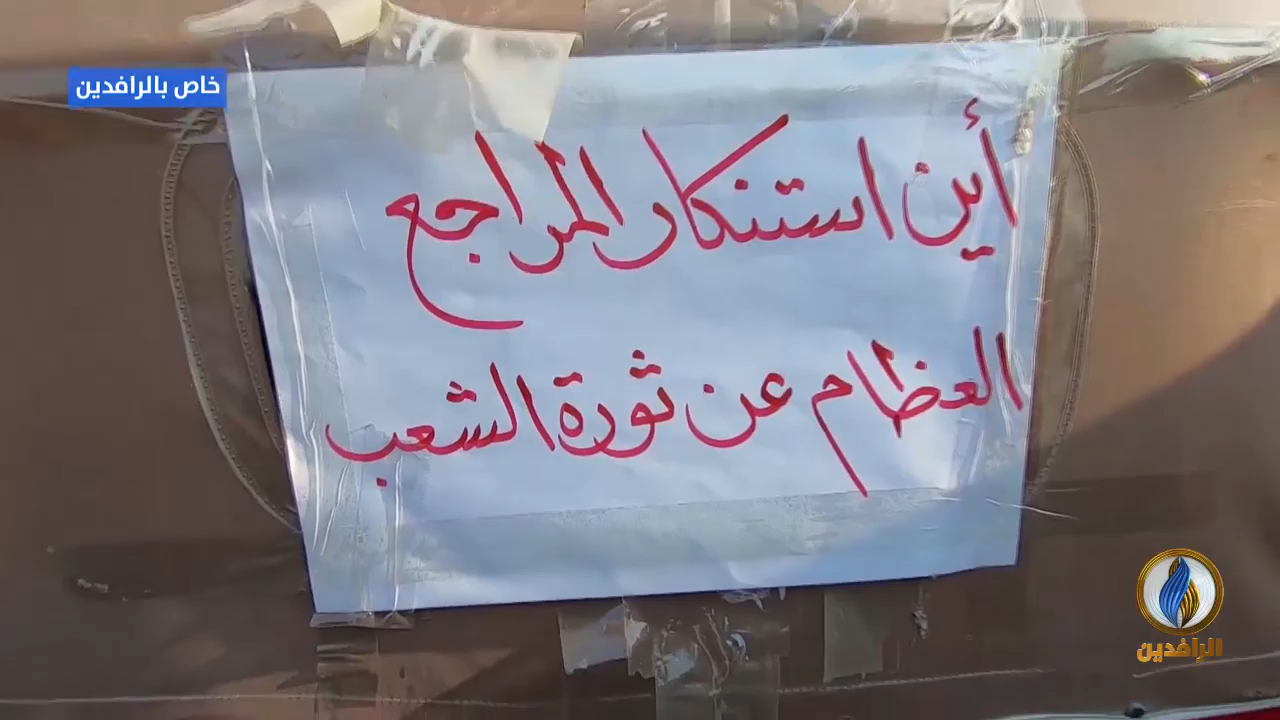 خاص بالرافدين
أين استنكار المراجع
العظام عن ثورة الشعب
الرافدين